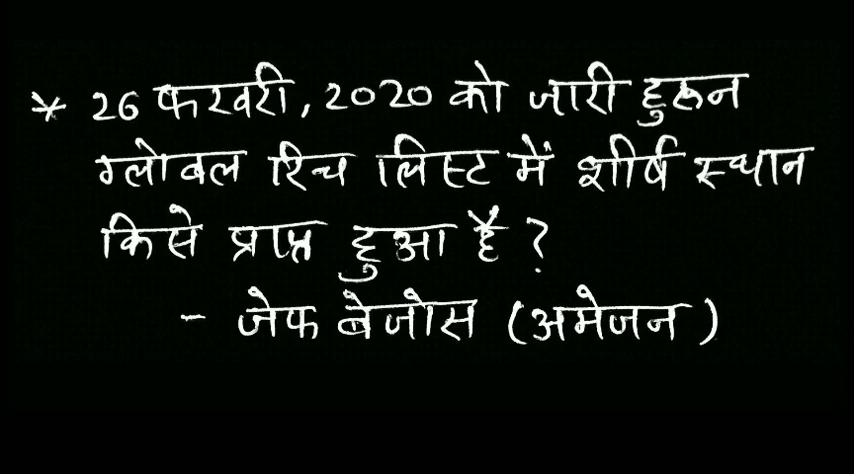 * 26 फरवरी, 2020 को जारी हुरून
ग्लोबल रिच लिस्ट में शीर्ष स्थान
किसे प्राप्त हुआ है ?
- जेफ बेजोस (अमेजन)